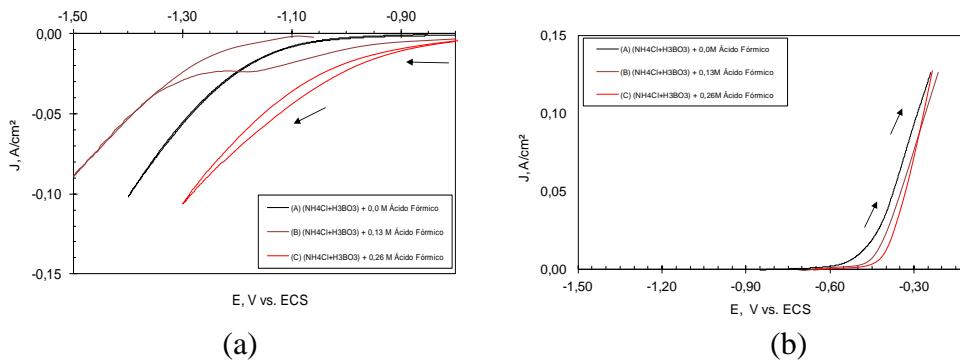 -1,50 -1,30 -1,10 -0,90
0,00
-0,05
-0,10
-0,15
J, A/cm²
E, V vs. ECS
(A) (NH4Cl+H3BO3) + 0,0 M Ácido Fórmico
(B) (NH4Cl+H3BO3) + 0,13 M Ácido Fórmico
(C) (NH4Cl+H3BO3) + 0,26 M Ácido Fórmico
(a)
0,15
0,10
0,05
0,00
J, A/cm²
(A) (NH4Cl+H3BO3) + 0,0M Ácido Fórmico
(B) (NH4Cl+H3BO3) + 0,13M Ácido Fórmico
(C) (NH4Cl+H3BO3) + 0,26M Ácido Fórmico
-1,50 -1,20 -0,90 -0,60 -0,30
E, V vs. ECS
(b)